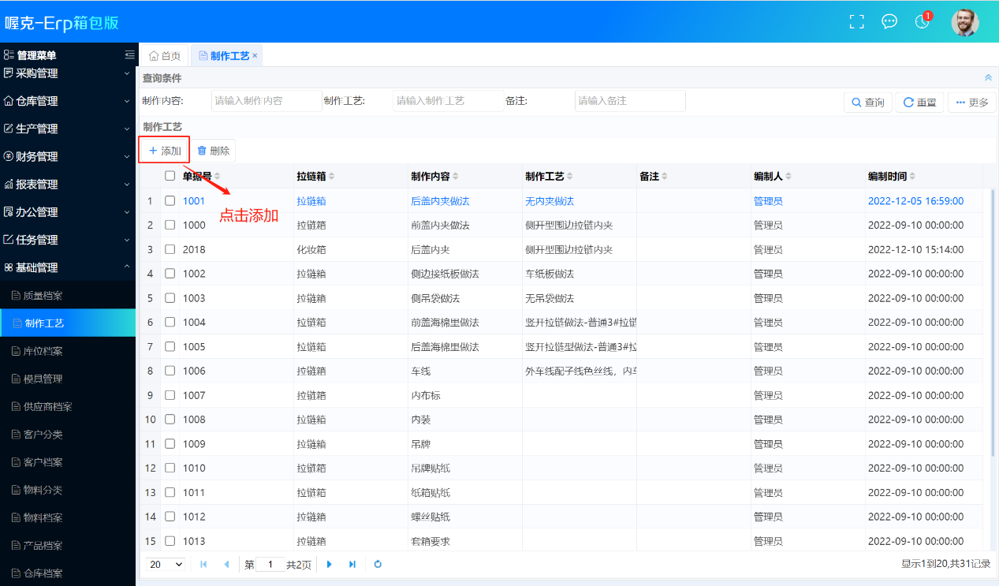 喔克-Erp箱包版
1
管理菜单
首页
制作工艺 ×
采购管理
仓库管理
生产管理
财务管理
报表管理
办公管理
任务管理
基础管理
质量档案
制作工艺
库位档案
模具管理
供应商档案
客户分类
客户档案
物料分类
物料档案
产品档案
仓库档案
查询条件
制作内容: 请输入制作内容 制作工艺: 请输入制作工艺 备注: 请输入备注 查询 重置 更多
制作工艺
添加 删除
单据号 拉链箱 制作内容 制作工艺 备注 编制人 编制时间
点击添加
1 1001 拉链箱 后盖内夹做法 无内夹做法 管理员 2022-12-05 16:59:00
2 1000 拉链箱 前盖内夹做法 侧开型围边拉链内夹 管理员 2022-09-10 00:00:00
3 2018 化妆箱 后盖内夹 侧开型围边拉链内夹 管理员 2022-12-10 15:14:00
4 1002 拉链箱 侧边接纸板做法 车纸板做法 管理员 2022-09-10 00:00:00
5 1003 拉链箱 侧吊袋做法 无吊袋做法 管理员 2022-09-10 00:00:00
6 1004 拉链箱 前盖海棉里做法 竖开拉链做法-普通3#拉链 管理员 2022-09-10 00:00:00
7 1005 拉链箱 后盖海棉里做法 竖开拉链型做法-普通3#拉 管理员 2022-09-10 00:00:00
8 1006 拉链箱 车线 外车线配子线色丝线，内车 管理员 2022-09-10 00:00:00
9 1007 拉链箱 内布标 管理员 2022-09-10 00:00:00
10 1008 拉链箱 内装 管理员 2022-09-10 00:00:00
11 1009 拉链箱 吊牌 管理员 2022-09-10 00:00:00
12 1010 拉链箱 吊牌贴纸 管理员 2022-09-10 00:00:00
13 1011 拉链箱 纸箱贴纸 管理员 2022-09-10 00:00:00
14 1012 拉链箱 螺丝贴纸 管理员 2022-09-10 00:00:00
15 1013 拉链箱 套箱要求 管理员 2022-09-10 00:00:00
20 第 1 共2页 显示1到20,共31记录